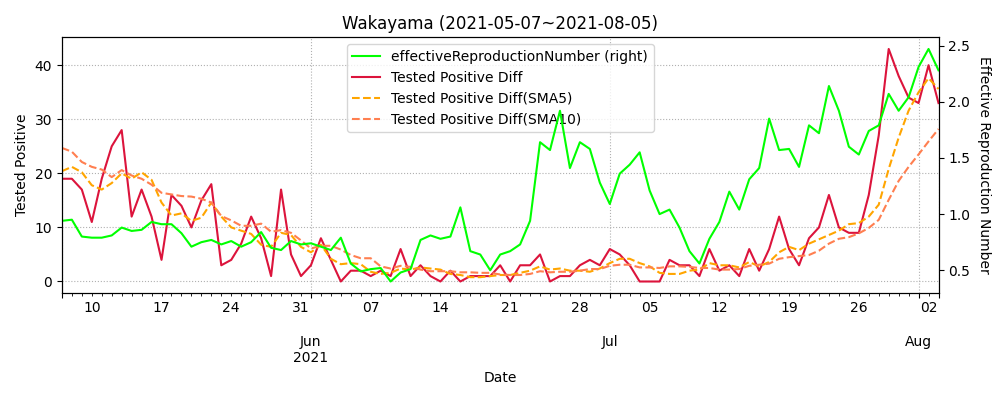 Wakayama (2021-05-07~2021-08-05)
effectiveReproductionNumber (right)
Tested Positive Diff
Tested Positive Diff(SMA5)
Tested Positive Diff(SMA10)
Tested Positive
40
30
20
10
0
2.5
2.0
1.5
1.0
0.5
Effective Reproduction Number
10 17 24 31 07 14 21 28 05 12 19 26 02
Jun Jul Aug
2021
Date